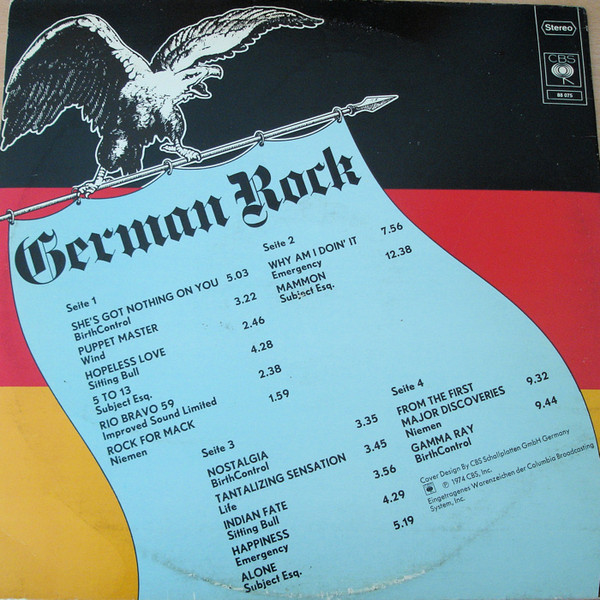 Stereo
CBS
88 075
German Rock
Seite 1
SHE'S GOT NOTHING ON YOU 5.03
BirthControl
PUPPET MASTER 3.22
Wind
HOPELESS LOVE 2.46
Sitting Bull
5 TO 13 4.28
Subject Esq.
RIO BRAVO 59 2.38
Improved Sound Limited
ROCK FOR MACK 1.59
Niemen
Seite 2
WHY AM I DOIN' IT 7.56
Emergency
MAMMON 12.38
Subject Esq.
Seite 3
NOSTALGIA 3.35
BirthControl
TANTALIZING SENSATION 3.45
Life
INDIAN FATE 3.56
Sitting Bull
HAPPINESS 4.29
Emergency
ALONE 5.19
Subject Esq.
Seite 4
FROM THE FIRST
MAJOR DISCOVERIES 9.32
Niemen
GAMMA RAY 9.44
BirthControl
Cover Design By CBS Schallplatten GmbH Germany
℗ 1974 CBS, Inc.
Eingetragenes Warenzeichen der Columbia Broadcasting
System, Inc.